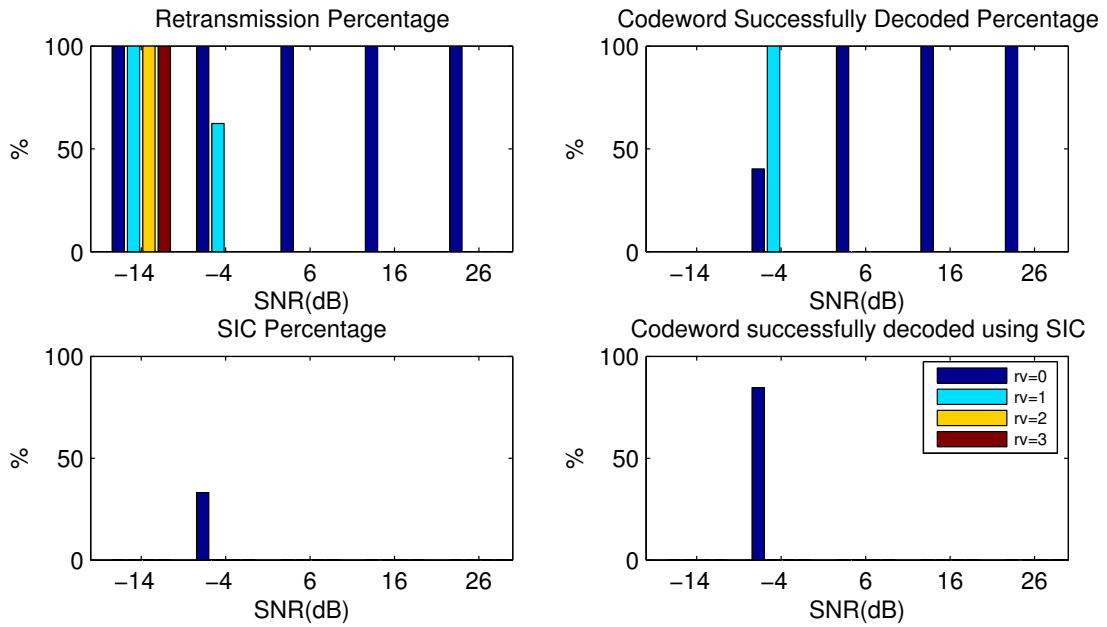 Retransmission Percentage
100
50
0
%
−14 −4 6 16 26
SNR(dB)
Codeword Successfully Decoded Percentage
100
50
0
%
−14 −4 6 16 26
SNR(dB)
SIC Percentage
100
50
0
%
−14 −4 6 16 26
SNR(dB)
Codeword successfully decoded using SIC
100
50
0
%
−14 −4 6 16 26
SNR(dB)
rv=0
rv=1
rv=2
rv=3